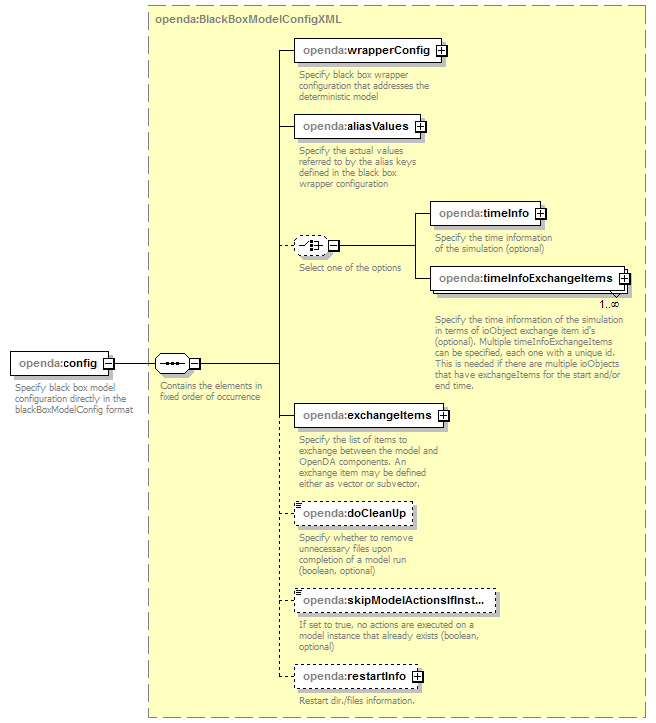 openda:BlackBoxModelConfigXML
openda:wrapperConfig
Specify black box wrapper
configuration that addresses the
deterministic model
openda:aliasValues
Specify the actual values
referred to by the alias keys
defined in the black box
wrapper configuration
openda:timeInfo
Specify the time information
of the simulation (optional)
Select one of the options
openda:timeInfoExchangeItems
1..∞
Specify the time information of the simulation
in terms of ioObject exchange item id's
(optional). Multiple timeInfoExchangeItems
can be specified, each one with a unique id.
This is needed if there are multiple ioObjects
that have exchangeItems for the start and/or
end time.
openda:config
Specify black box model
configuration directly in the
blackBoxModelConfig format
Contains the elements in
fixed order of occurrence
openda:exchangeItems
Specify the list of items to
exchange between the model and
OpenDA components. An
exchange item may be defined
either as vector or subvector.
openda:doCleanUp
Specify whether to remove
unnecessary files upon
completion of a model run
(boolean, optional)
openda:skipModelActionsIfInst...
If set to true, no actions are executed on a
model instance that already exists (boolean,
optional)
openda:restartInfo
Restart dir./files information.